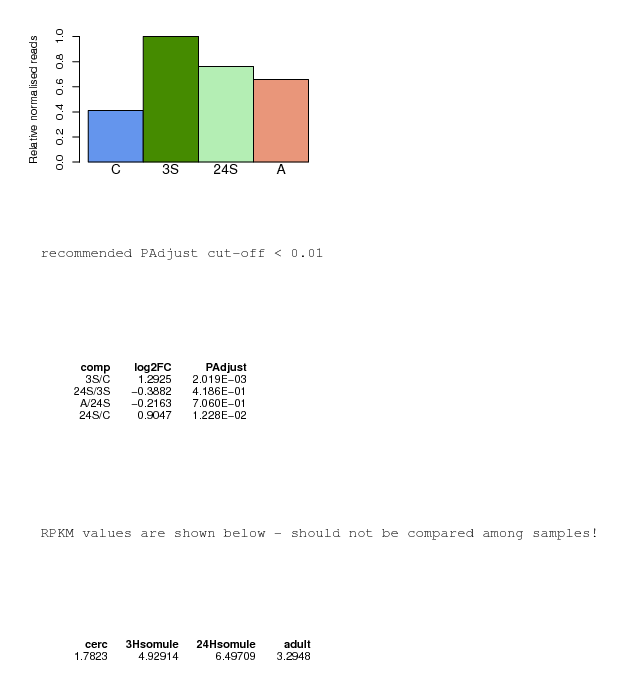 Relative normalised reads
1.0
0.8
0.6
0.4
0.2
0.0
C 3S 24S A
recommended PAdjust cut-off < 0.01
comp log2FC PAdjust
3S/C 1.2925 2.019E-03
24S/3S -0.3882 4.186E-01
A/24S -0.2163 7.060E-01
24S/C 0.9047 1.228E-02
RPKM values are shown below - should not be compared among samples!
cerc 3Hsomule 24Hsomule adult
1.7823 4.92914 6.49709 3.2948